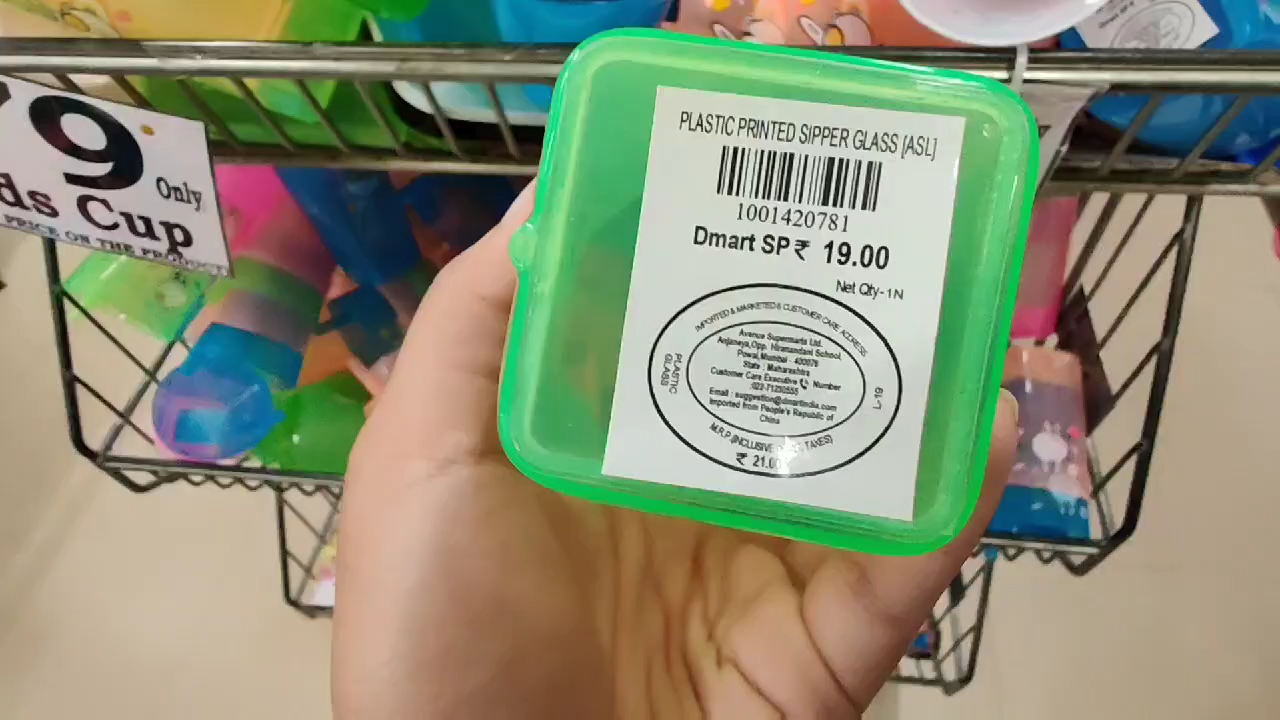 9
Only
ds Cup
PRICE ON THE PRODUCT
PLASTIC PRINTED SIPPER GLASS [ASL]
1001420781
Dmart SP₹ 19.00
Net Qty-1N
IMPORTED & MARKETED & CUSTOMER CARE ADDRESS
Avenue Supermarts Ltd.
Anjaneya,Opp. Hiranandani School,
Powai,Mumbai - 400076
State : Maharashtra
Customer Care Executive Number
:022-71230555
Email : suggestion@dmartindia.com
Imported from People's Republic of
China
PLASTIC
GLASS
L-19
M.R.P.(INCLUSIVE TAXES)
₹ 21.00